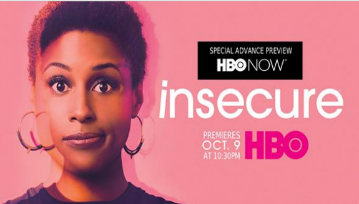 SPECIAL ADVANCE PREVIEW
HBO NOW
insecure
PREMIERES
OCT. 9
AT 10:30PM
HBO